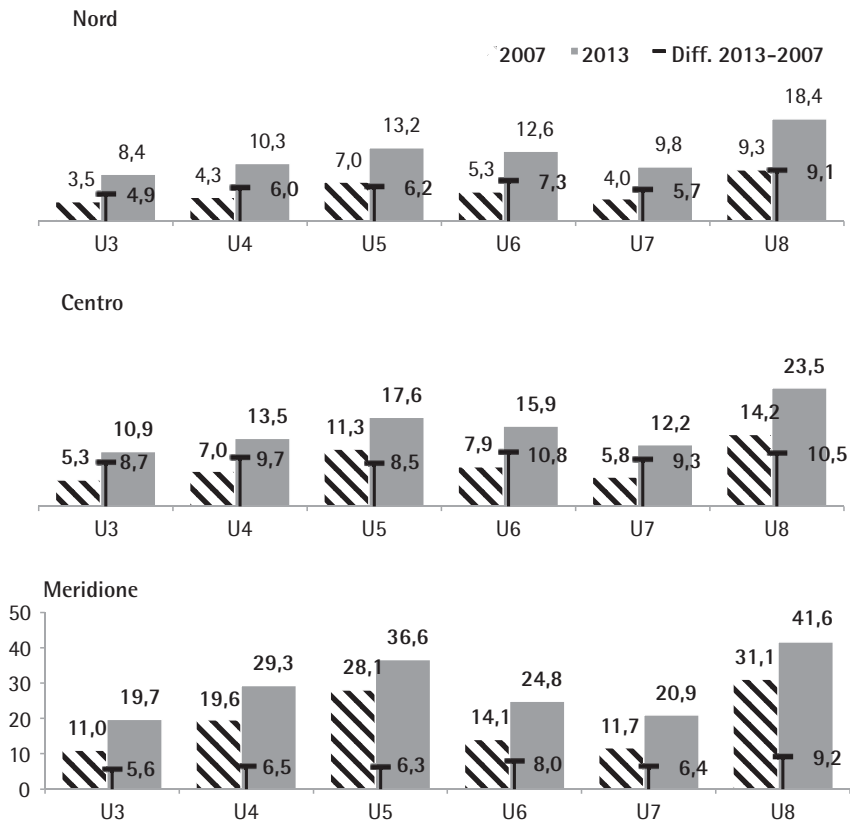 Nord
2007 2013 Diff. 2013-2007
18,4
13,2
12,6
10,3
9,8
8,4
7,0
9,3
3,5 4,3 5,3 4,0
4,9 6,0 6,2 7,3 5,7 9,1
U3 U4 U5 U6 U7 U8
Centro
23,5
17,6
15,9
13,5
14,2
12,2
10,9
11,3
7,0 7,9
5,3 5,8
8,7 9,7 8,5 10,8 9,3 10,5
U3 U4 U5 U6 U7 U8
Meridione
50
41,6
40
36,6
31,1
29,3
28,1
30
24,8
19,7 19,6 20,9
20
14,1
11,0 11,7
10
5,6 6,5 6,3 8,0 6,4 9,2
0
U3 U4 U5 U6 U7 U8